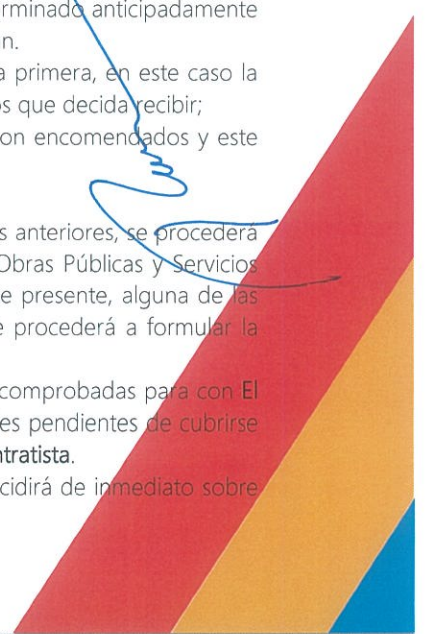 rminado anticipadamente
n.
a primera, en este caso la
os que decida recibir;
on encomendados y este
s anteriores, se procederá
Obras Públicas y Servicios
e presente, alguna de las
e procederá a formular la
comprobadas para con El
es pendientes de cubrirse
ntratista.
cidirá de inmediato sobre